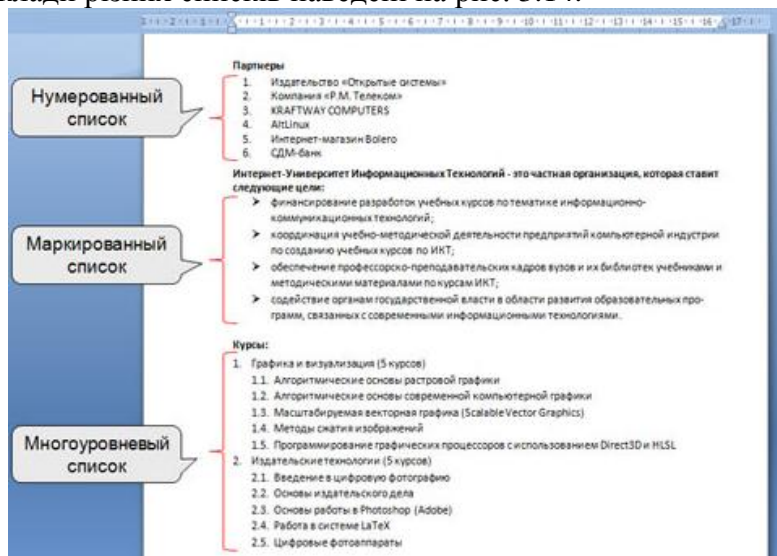 клади різних списків наведені на рис. 3.14.
Партнеры
1. Издательство «Открытые системы»
2. Компания «Р.М. Телеком»
3. KRAFTWAY COMPUTERS
4. AltLinux
5. Интернет-магазин Bolero
6. СДМ-банк
Нумерованный
список
Интернет-Университет Информационных Технологий - это частная организация, которая ставит
следующие цели:
➢ финансирование разработок учебных курсов по тематике информационно-
коммуникационных технологий;
➢ координация учебно-методической деятельности предприятий компьютерной индустрии
по созданию учебных курсов по ИКТ;
➢ обеспечение профессорско-преподавательских кадров вузов и их библиотек учебниками и
методическими материалами по курсам ИКТ;
➢ содействие органам государственной власти в области развития образовательных про-
грамм, связанных с современными информационными технологиями.
Маркированный
список
Курсы:
1. Графика и визуализация (5 курсов)
1.1. Алгоритмические основы растровой графики
1.2. Алгоритмические основы современной компьютерной графики
1.3. Масштабируемая векторная графика (Scalable Vector Graphics)
1.4. Методы сжатия изображений
1.5. Программирование графических процессоров с использованием Direct3D и HLSL
2. Издательские технологии (5 курсов)
2.1. Введение в цифровую фотографию
2.2. Основы издательского дела
2.3. Основы работы в Photoshop (Adobe)
2.4. Работа в системе LaTeX
2.5. Цифровые фотоаппараты
Многоуровневый
список